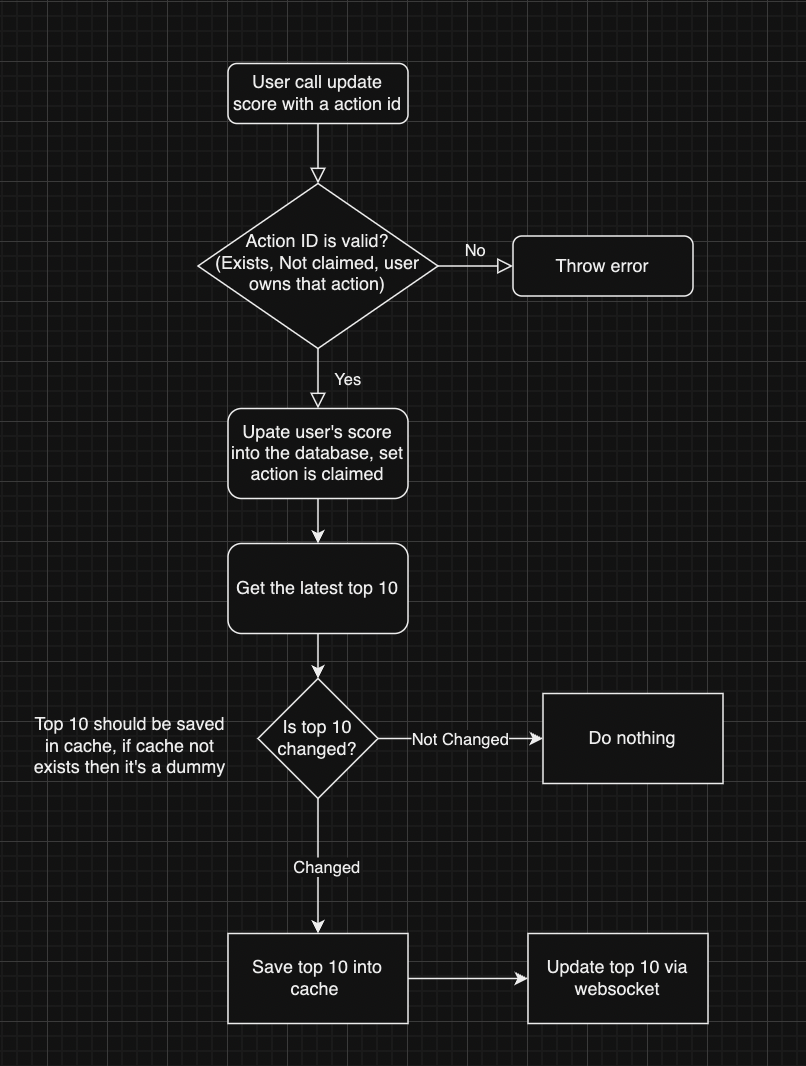 User call update
score with a action id
Action ID is valid?
(Exists, Not claimed, user
owns that action)
No
Throw error
Yes
Upate user's score
into the database, set
action is claimed
Get the latest top 10
Top 10 should be saved
in cache, if cache not
exists then it's a dummy
Is top 10
changed?
Not Changed
Do nothing
Changed
Save top 10 into
cache
Update top 10 via
websocket